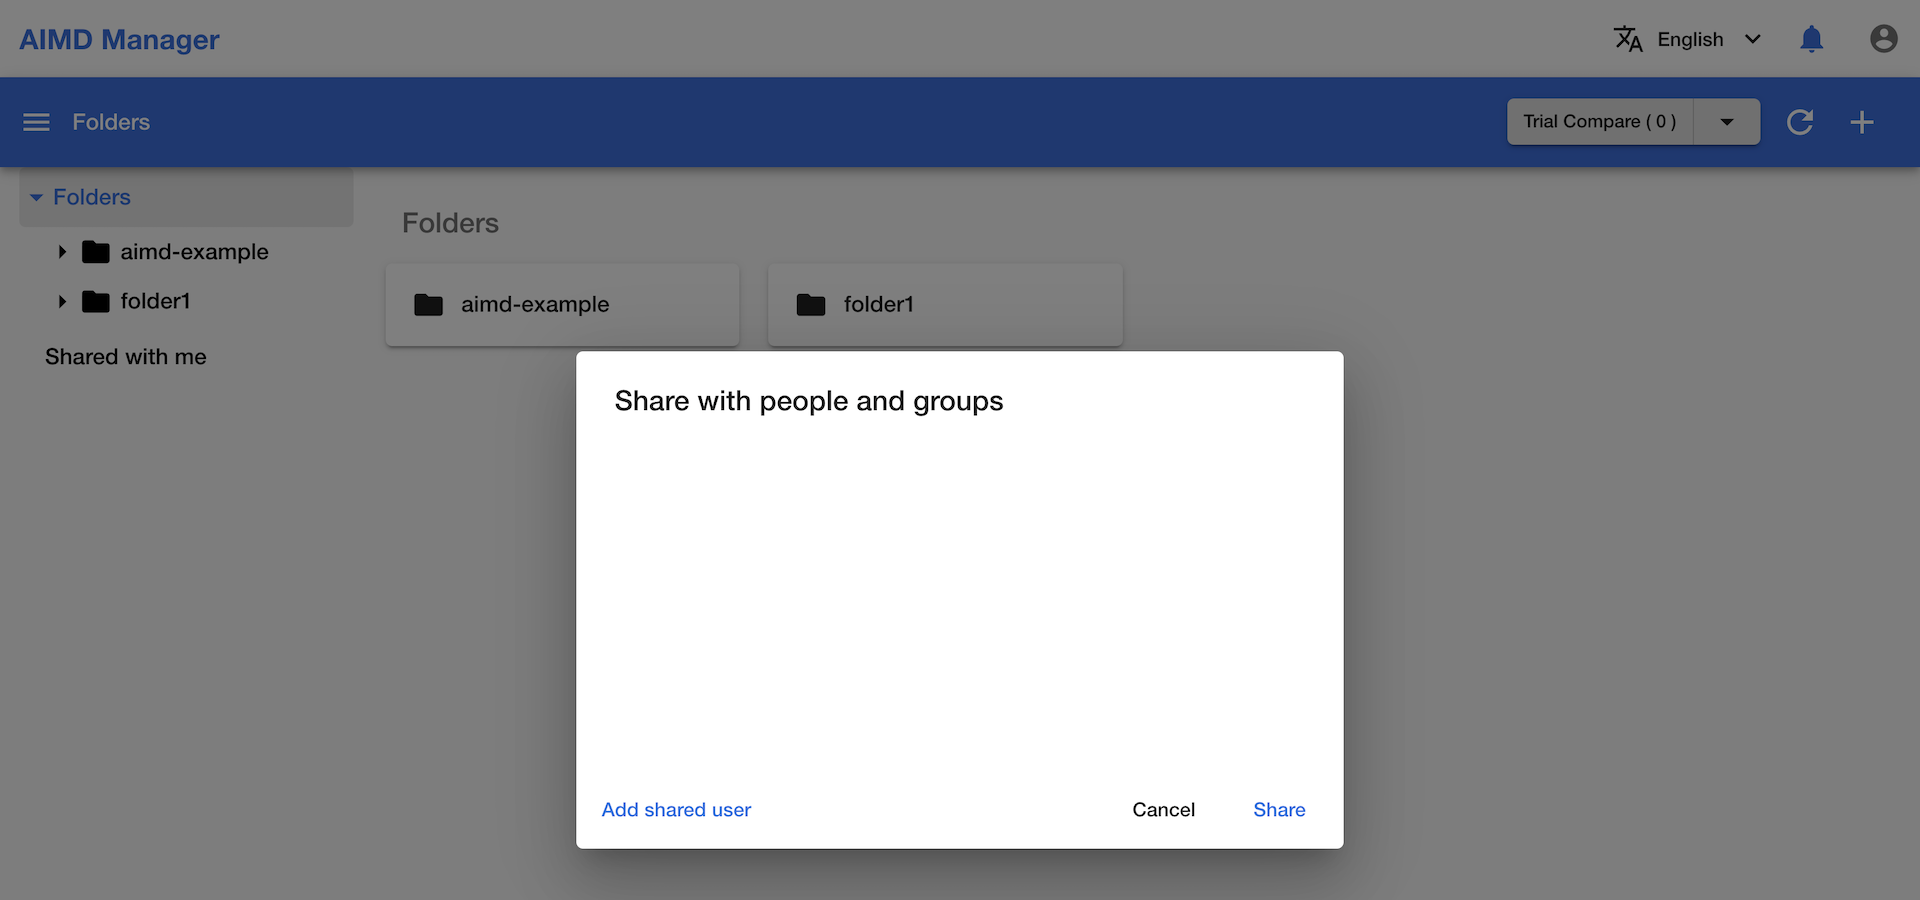 AIMD Manager
English
Folders
Trial Compare ( 0 )
Folders
aimd-example
folder1
Shared with me
Folders
aimd-example
folder1
Share with people and groups
Add shared user
Cancel
Share